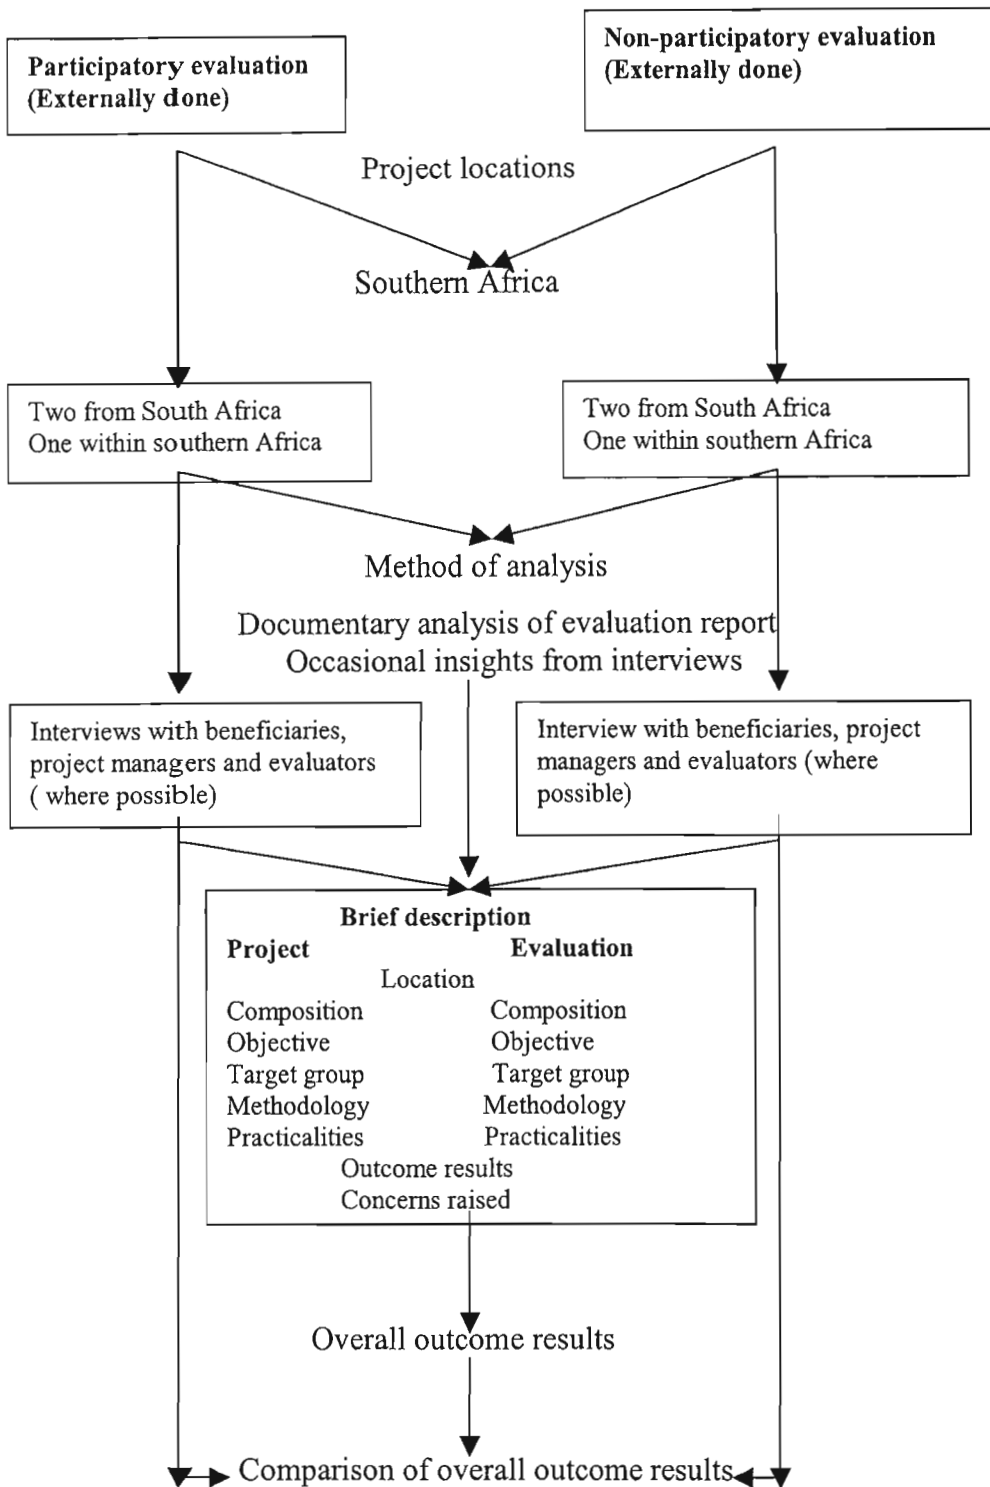 Participatory evaluation
(Externally done)
Non-participatory evaluation
(Externally done)
Project locations
Southern Africa
Two from South Africa
One within southern Africa
Two from South Africa
One within southern Africa
Method of analysis
Documentary analysis of evaluation report
Occasional insights from interviews
Interviews with beneficiaries,
project managers and evaluators
( where possible)
Interview with beneficiaries, project
managers and evaluators (where
possible)
Brief description
Project Evaluation
Location
Composition Composition
Objective Objective
Target group Target group
Methodology Methodology
Practicalities Practicalities
Outcome results
Concerns raised
Overall outcome results
Comparison of overall outcome results